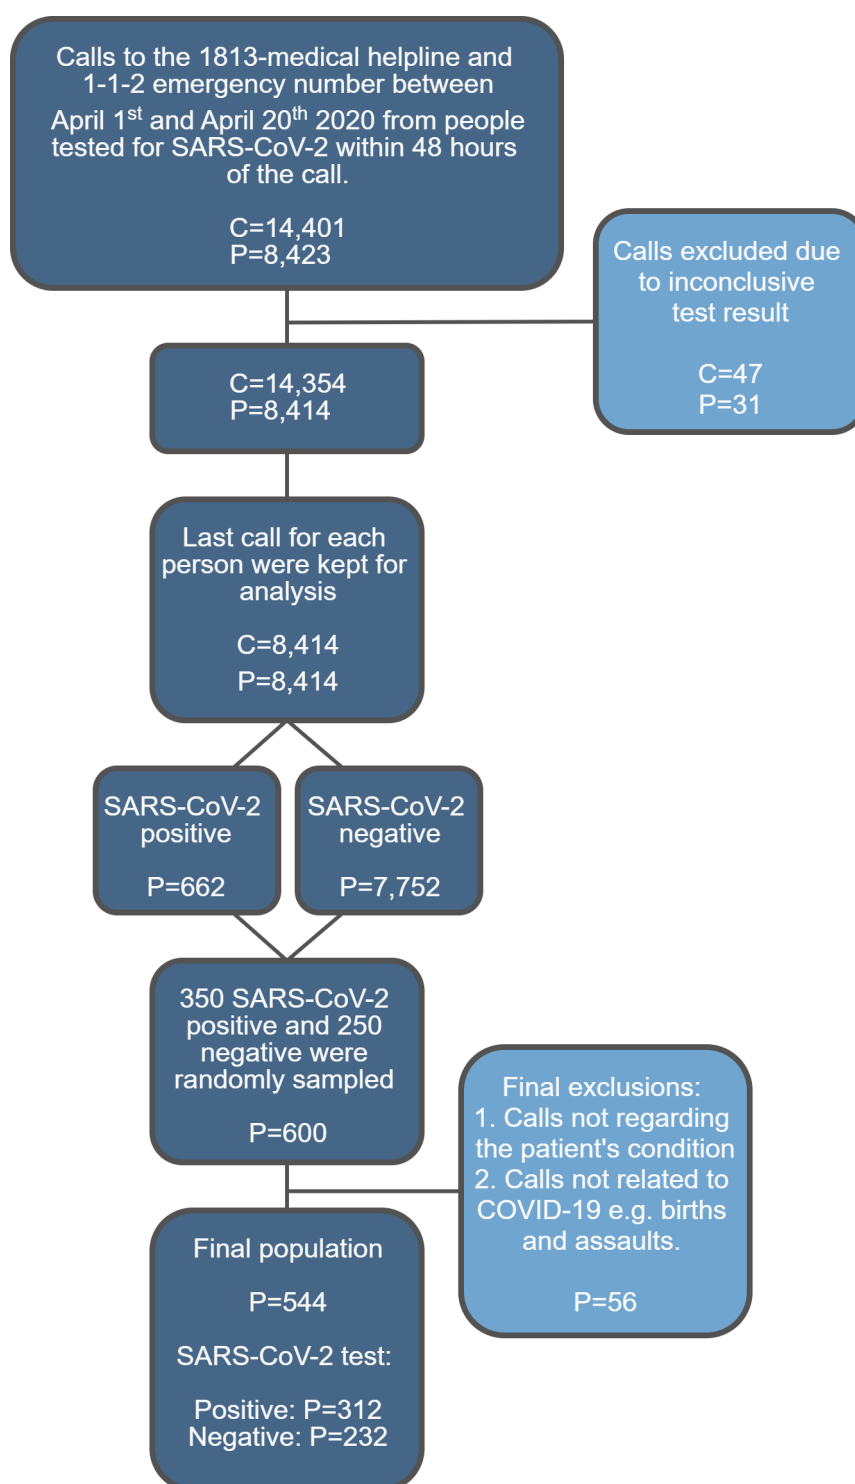 Calls to the 1813-medical helpline and
1-1-2 emergency number between
April 1st and April 20th 2020 from people
tested for SARS-CoV-2 within 48 hours
of the call.
C=14,401
P=8,423
Calls excluded due
to inconclusive
test result
C=47
P=31
C=14,354
P=8,414
Last call for each
person were kept for
analysis
C=8,414
P=8,414
SARS-CoV-2
positive
P=662
SARS-CoV-2
negative
P=7,752
350 SARS-CoV-2
positive and 250
negative were
randomly sampled
P=600
Final exclusions:
1. Calls not regarding
the patient's condition
2. Calls not related to
COVID-19 e.g. births
and assaults.
P=56
Final population
P=544
SARS-CoV-2 test:
Positive: P=312
Negative: P=232